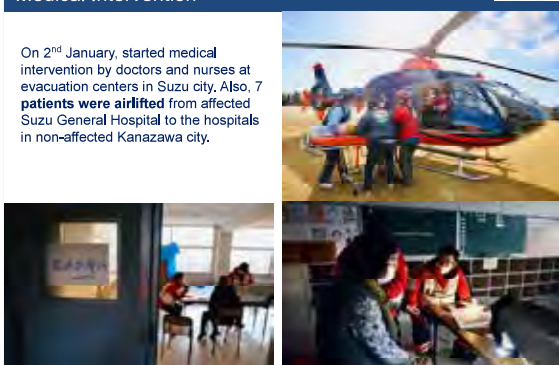 Medical Intervention
On 2nd January, started medical
intervention by doctors and nurses at
evacuation centers in Suzu city. Also, 7
patients were airlifted from affected
Suzu General Hospital to the hospitals
in non-affected Kanazawa city.